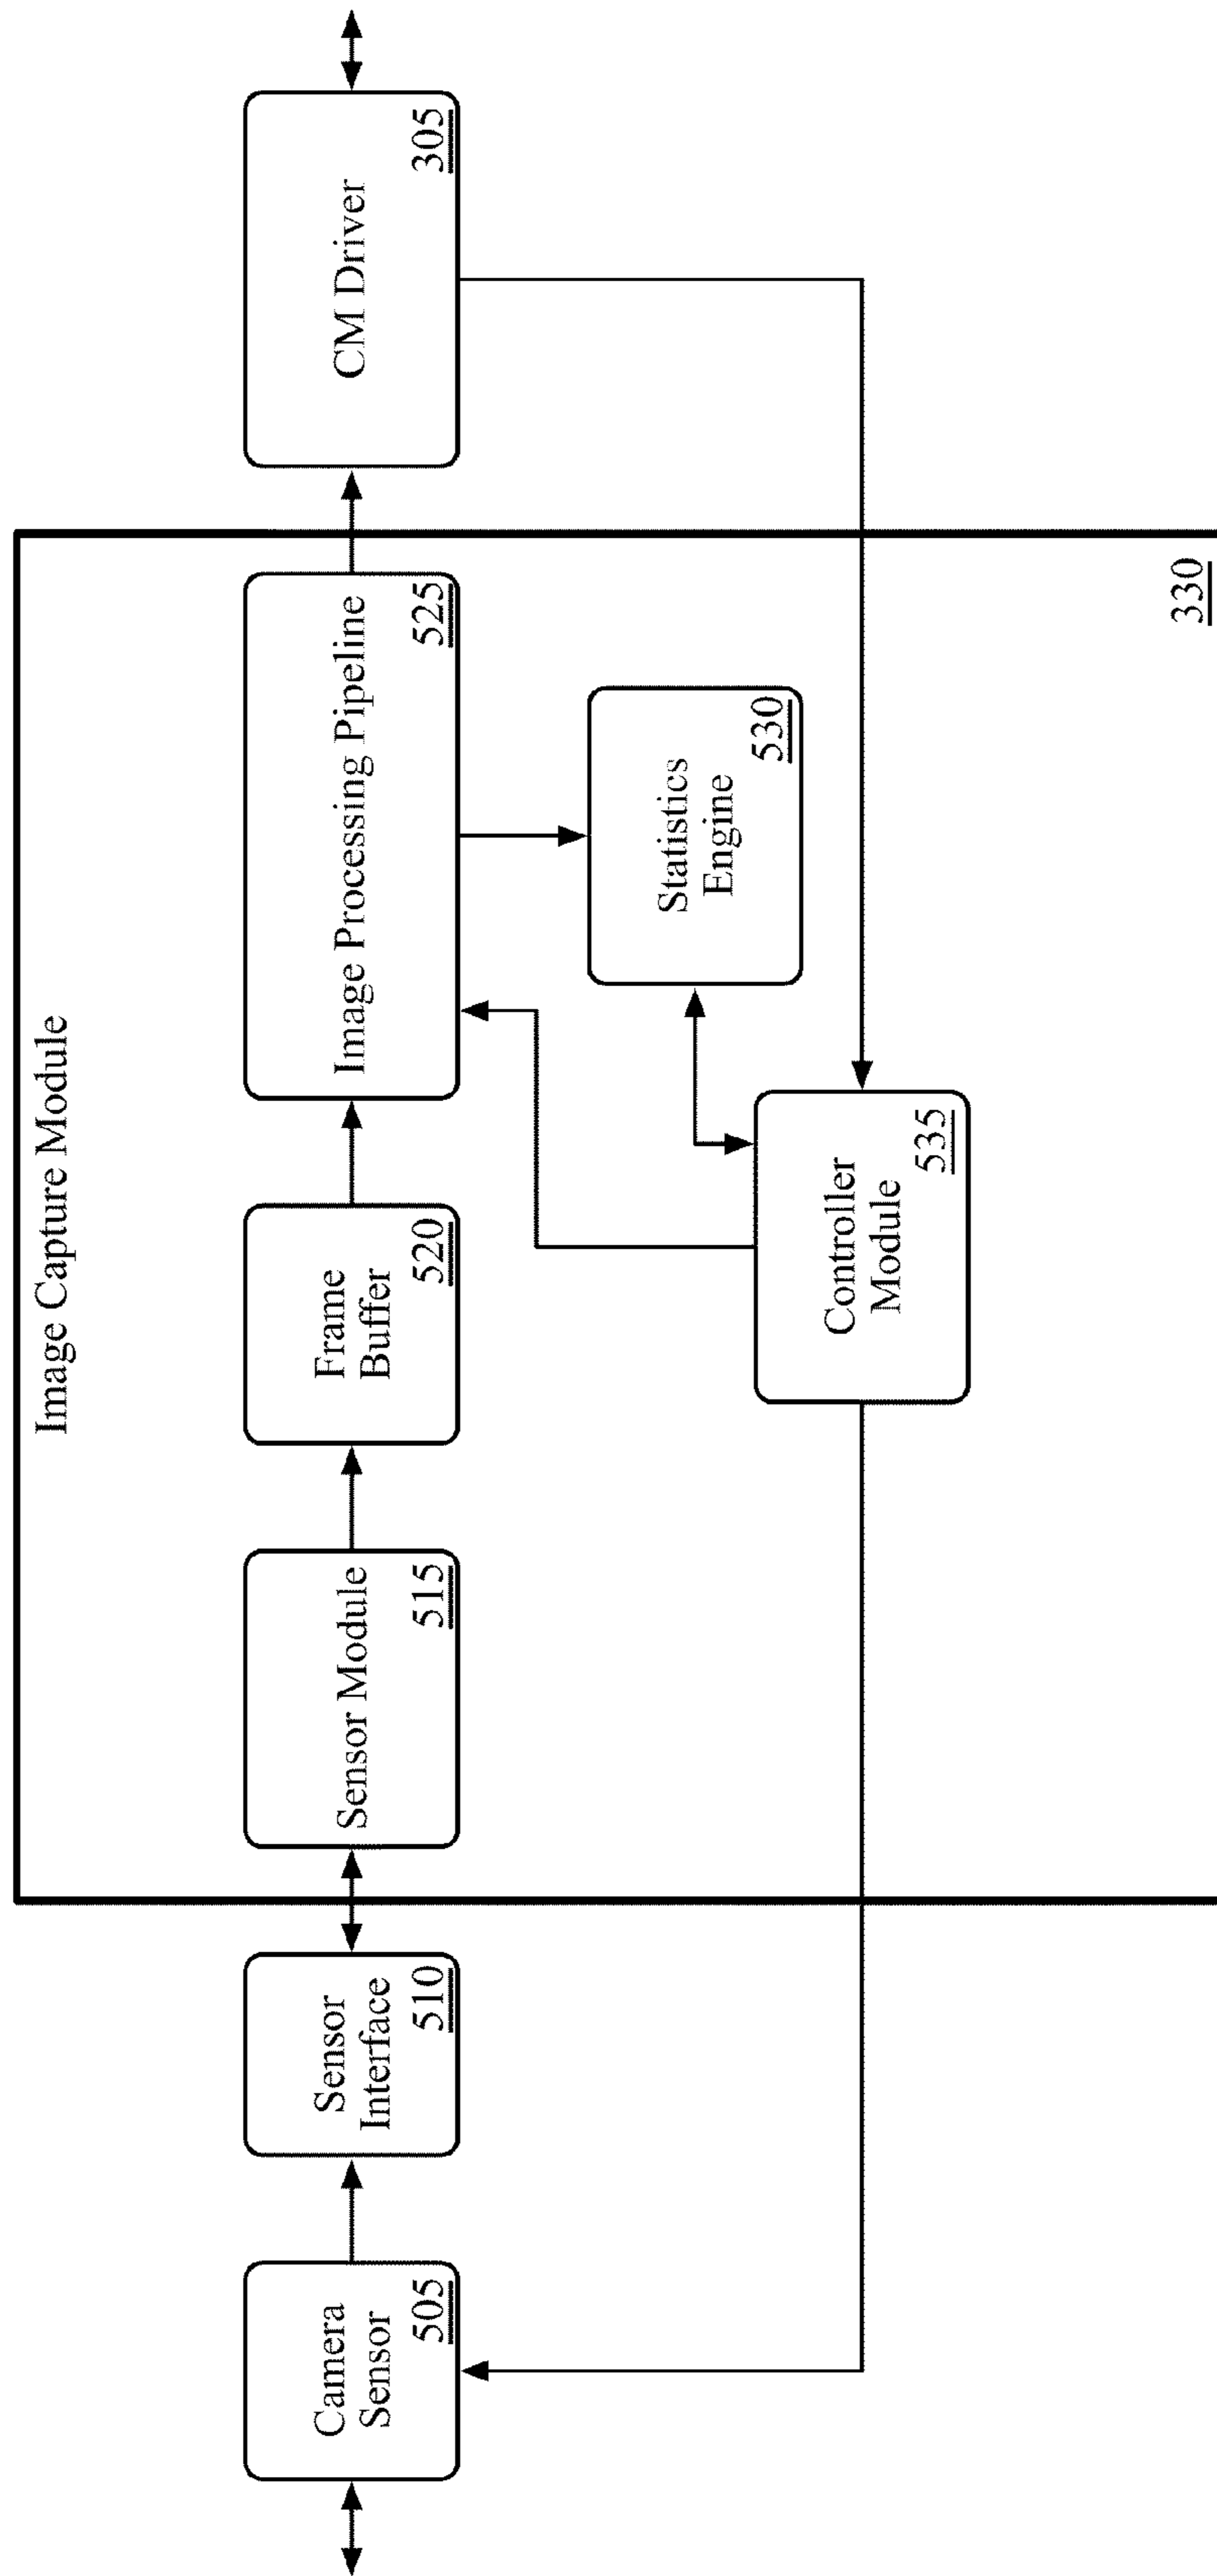 Image Capture Module
Camera
Sensor
505
Sensor
Interface
510
Sensor Module
515
Frame
Buffer
520
Image Processing Pipeline
525
CM Driver
305
Statistics
Engine
530
Controller
Module
535
330